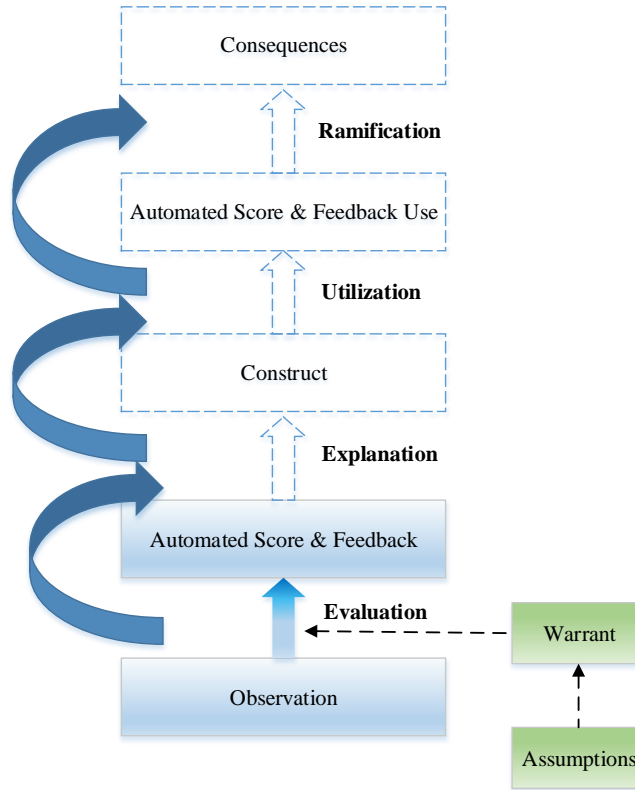 Consequences
Ramification
Automated Score & Feedback Use
Utilization
Construct
Explanation
Automated Score & Feedback
Evaluation
Warrant
Observation
Assumptions